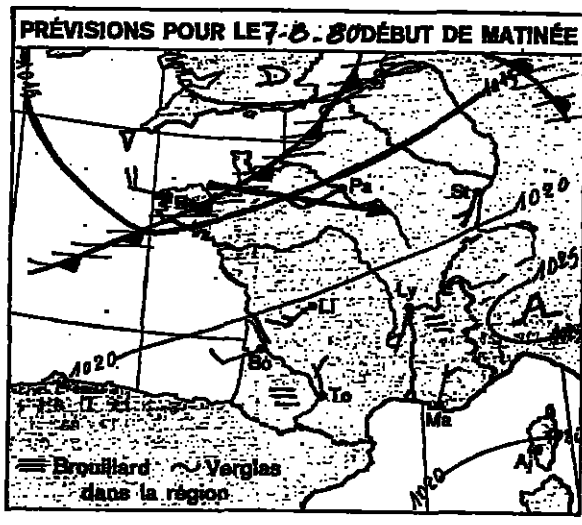 PRÉVISIONS POUR LE 7-8-80 DÉBUT DE MATINÉE
1015
D
1015
Pa
St
1020
1025
Li
Ly
A
1020
Bo
To
Ma
Aj
1020
Brouillard Verglas
dans la région